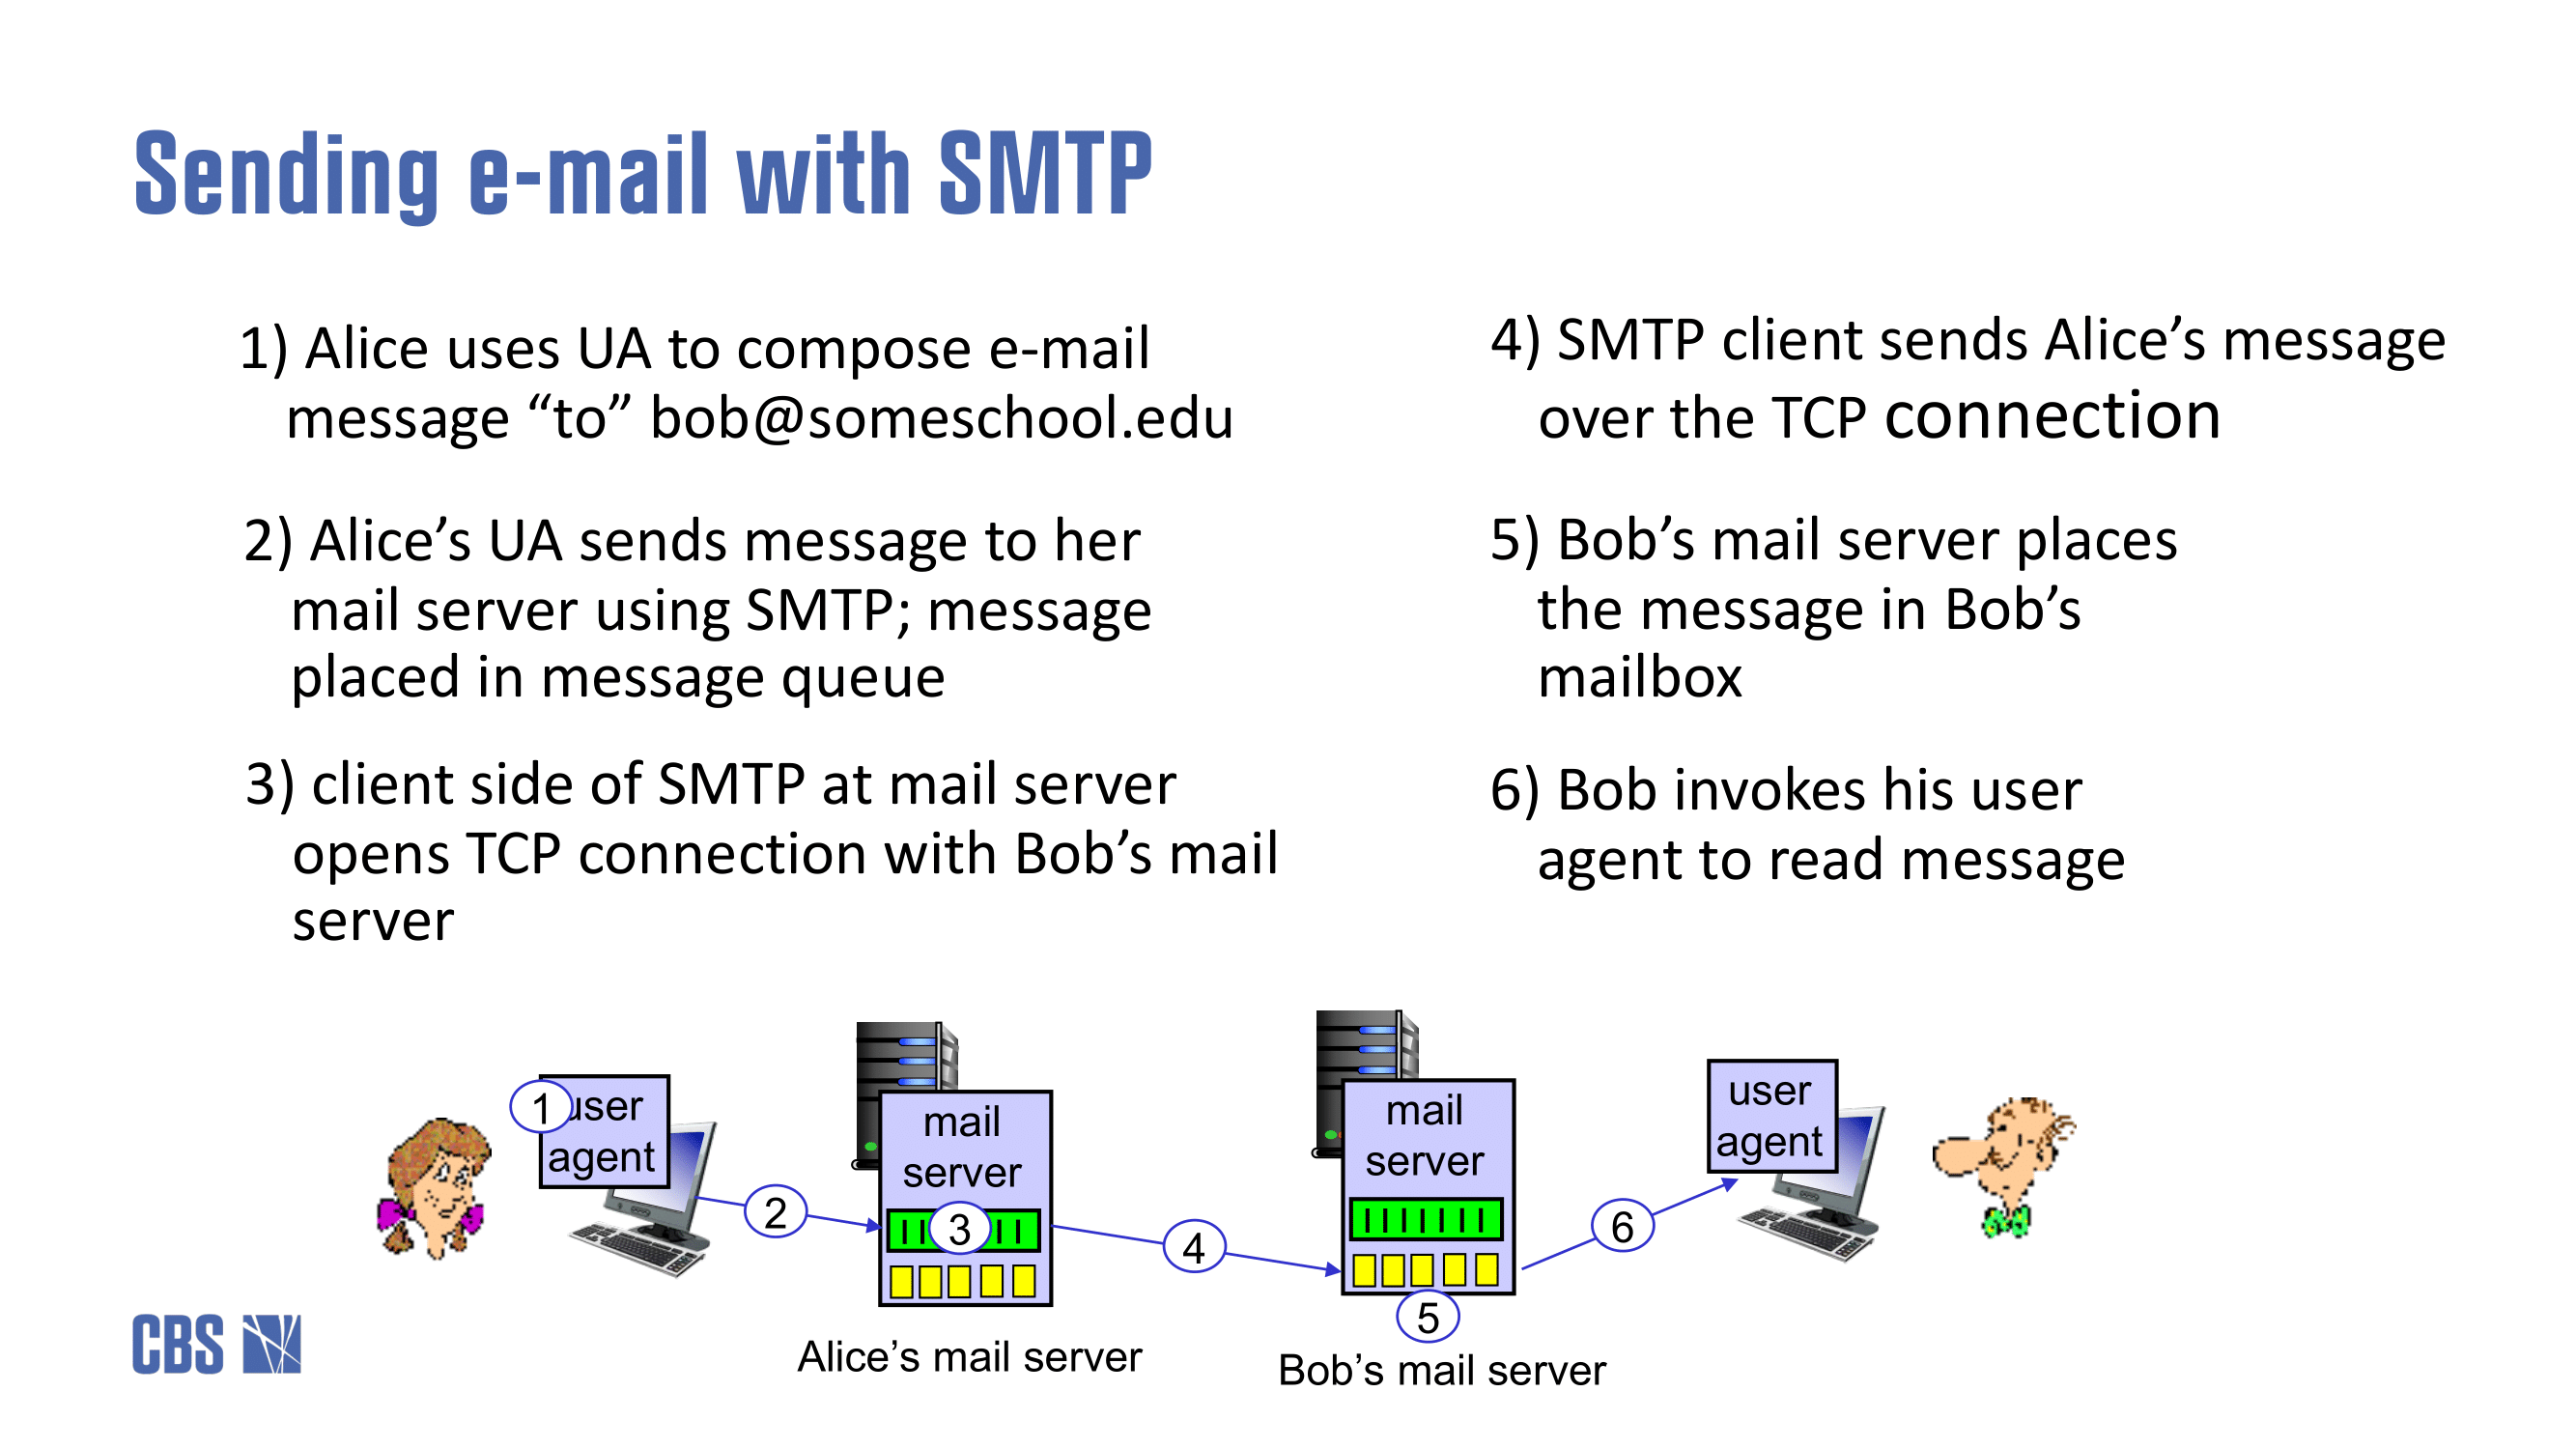 Sending e-mail with SMTP
1) Alice uses UA to compose e-mail
message “to” bob@someschool.edu
2) Alice’s UA sends message to her
mail server using SMTP; message
placed in message queue
3) client side of SMTP at mail server
opens TCP connection with Bob’s mail
server
4) SMTP client sends Alice’s message
over the TCP connection
5) Bob’s mail server places
the message in Bob’s
mailbox
6) Bob invokes his user
agent to read message
1
user
agent
2
mail
server
3
4
mail
server
5
6
user
agent
Alice’s mail server
Bob’s mail server
CBS